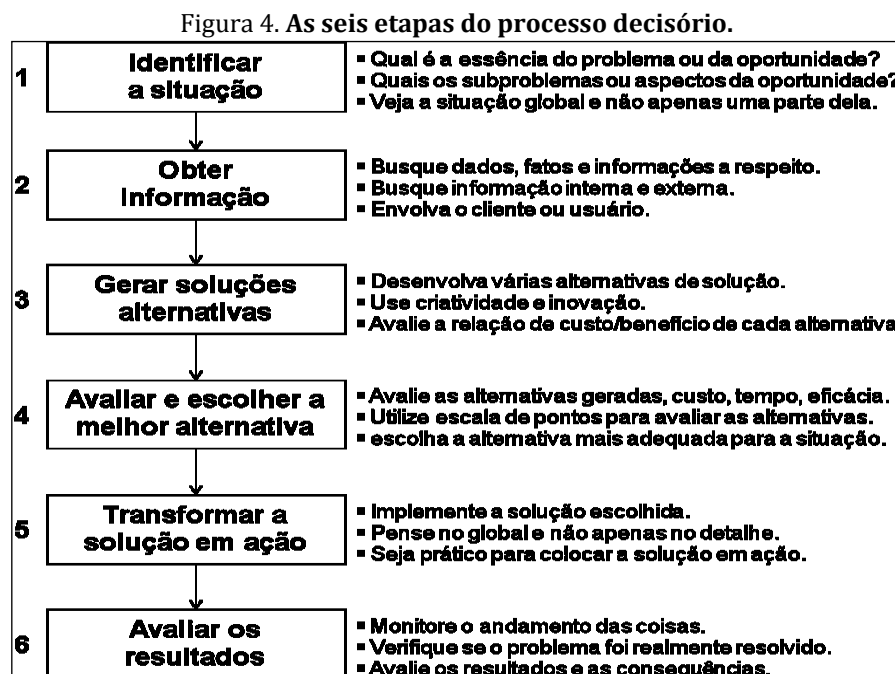 Figura 4. As seis etapas do processo decisório.
1
Identificar
a situação
▪ Qual é a essência do problema ou da oportunidade?
▪ Quais os subproblemas ou aspectos da oportunidade?
▪ Veja a situação global e não apenas uma parte dela.
2
Obter
informação
▪ Busque dados, fatos e informações a respeito.
▪ Busque informação interna e externa.
▪ Envolva o cliente ou usuário.
3
Gerar soluções
alternativas
▪ Desenvolva várias alternativas de solução.
▪ Use criatividade e inovação.
▪ Avalie a relação de custo/benefício de cada alternativa
4
Avaliar e escolher a
melhor alternativa
▪ Avalie as alternativas geradas, custo, tempo, eficácia.
▪ Utilize escala de pontos para avaliar as alternativas.
▪ escolha a alternativa mais adequada para a situação.
5
Transformar a
solução em ação
▪ Implemente a solução escolhida.
▪ Pense no global e não apenas no detalhe.
▪ Seja prático para colocar a solução em ação.
6
Avaliar os
resultados
▪ Monitore o andamento das coisas.
▪ Verifique se o problema foi realmente resolvido.
▪ Avalie os resultados e as consequências.